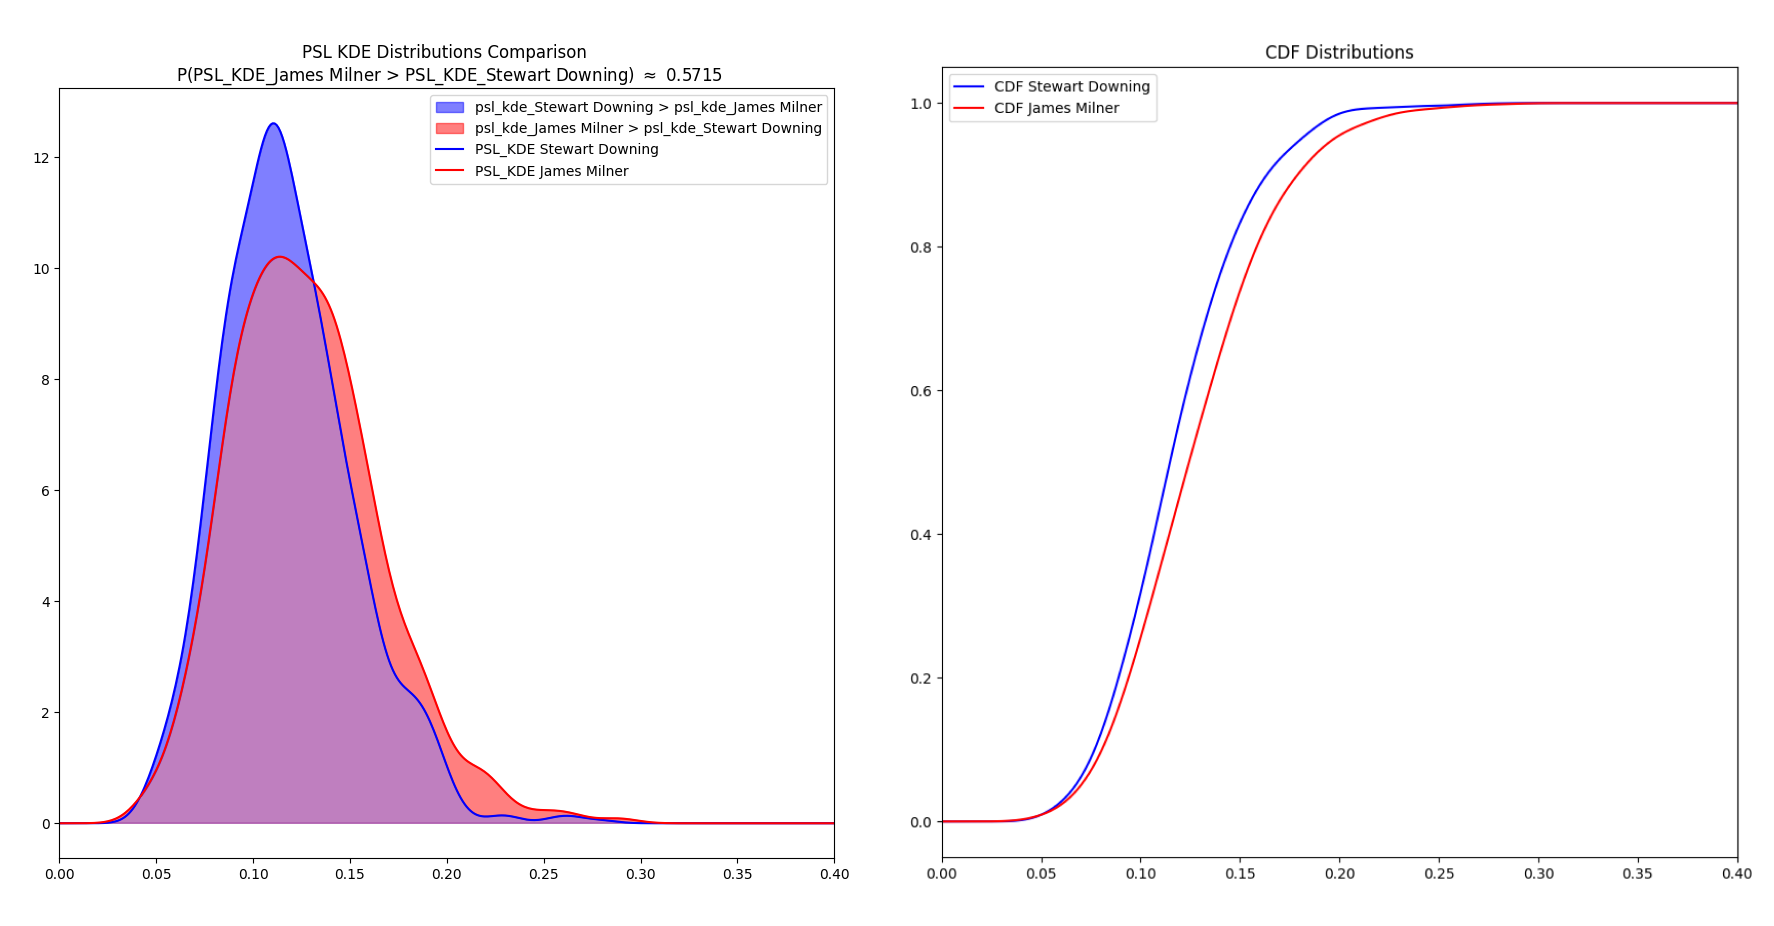 PSL KDE Distributions Comparison
P(PSL_KDE_James Milner > PSL_KDE_Stewart Downing) ≈ 0.5715
psl_kde_Stewart Downing > psl_kde_James Milner
psl_kde_James Milner > psl_kde_Stewart Downing
PSL_KDE Stewart Downing
PSL_KDE James Milner
12
10
8
6
4
2
0
0.00 0.05 0.10 0.15 0.20 0.25 0.30 0.35 0.40
CDF Distributions
CDF Stewart Downing
CDF James Milner
1.0
0.8
0.6
0.4
0.2
0.0
0.00 0.05 0.10 0.15 0.20 0.25 0.30 0.35 0.40